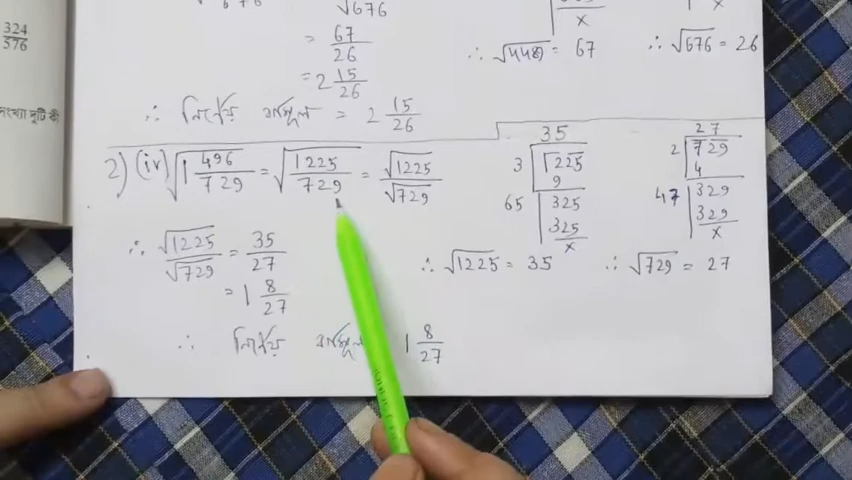 324
576
সংখ্যা দুটি কী
√676
= 67/26
= 2 15/26
∴ নির্ণেয় বর্গমূল = 2 15/26
x
x
∴ √4489 = 67
∴ √676 = 26
2) (iv) √1 496/729 = √1225/729 = √1225/√729
∴ √1225/√729 = 35/27
= 1 8/27
∴ নির্ণেয় বর্গমূল 1 8/27
35
3 1225
9
65 325
325
x
∴ √1225 = 35
27
2 729
4
47 329
329
x
∴ √729 = 27